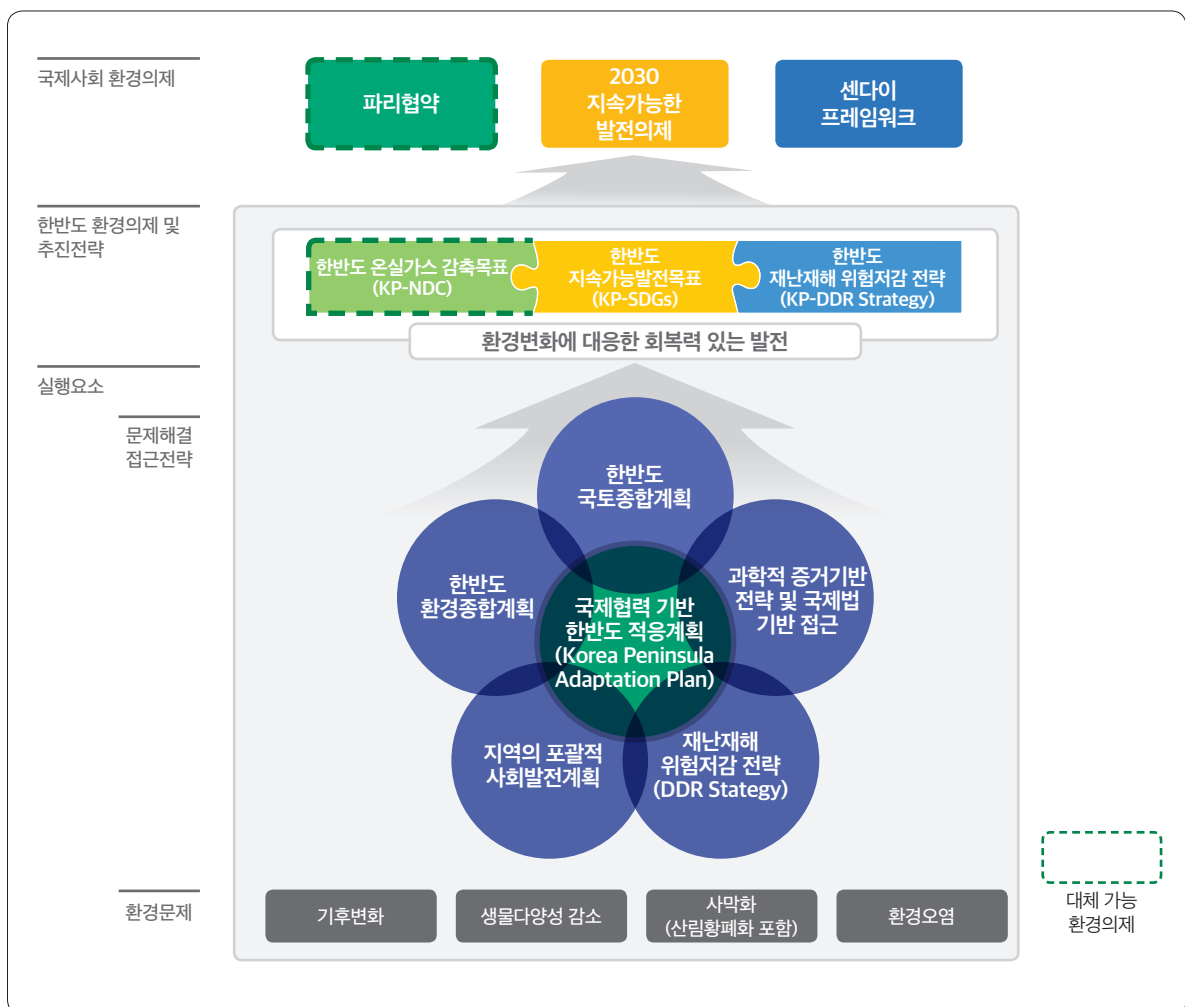 국제사회 환경의제
파리협약
2030
지속가능한
발전의제
센다이
프레임워크
한반도 환경의제 및
추진전략
한반도 온실가스 감축목표
(KP-NDC)
한반도
지속가능발전목표
(KP-SDGs)
한반도
재난재해 위험저감 전략
(KP-DDR Strategy)
환경변화에 대응한 회복력 있는 발전
실행요소
문제해결
접근전략
한반도
국토종합계획
한반도
환경종합계획
과학적 증거기반
전략 및 국제법
기반 접근
국제협력 기반
한반도 적응계획
(Korea Peninsula
Adaptation Plan)
지역의 포괄적
사회발전계획
재난재해
위험저감 전략
(DDR Stategy)
환경문제
기후변화
생물다양성 감소
사막화
(산림황폐화 포함)
환경오염
대체 가능
환경의제